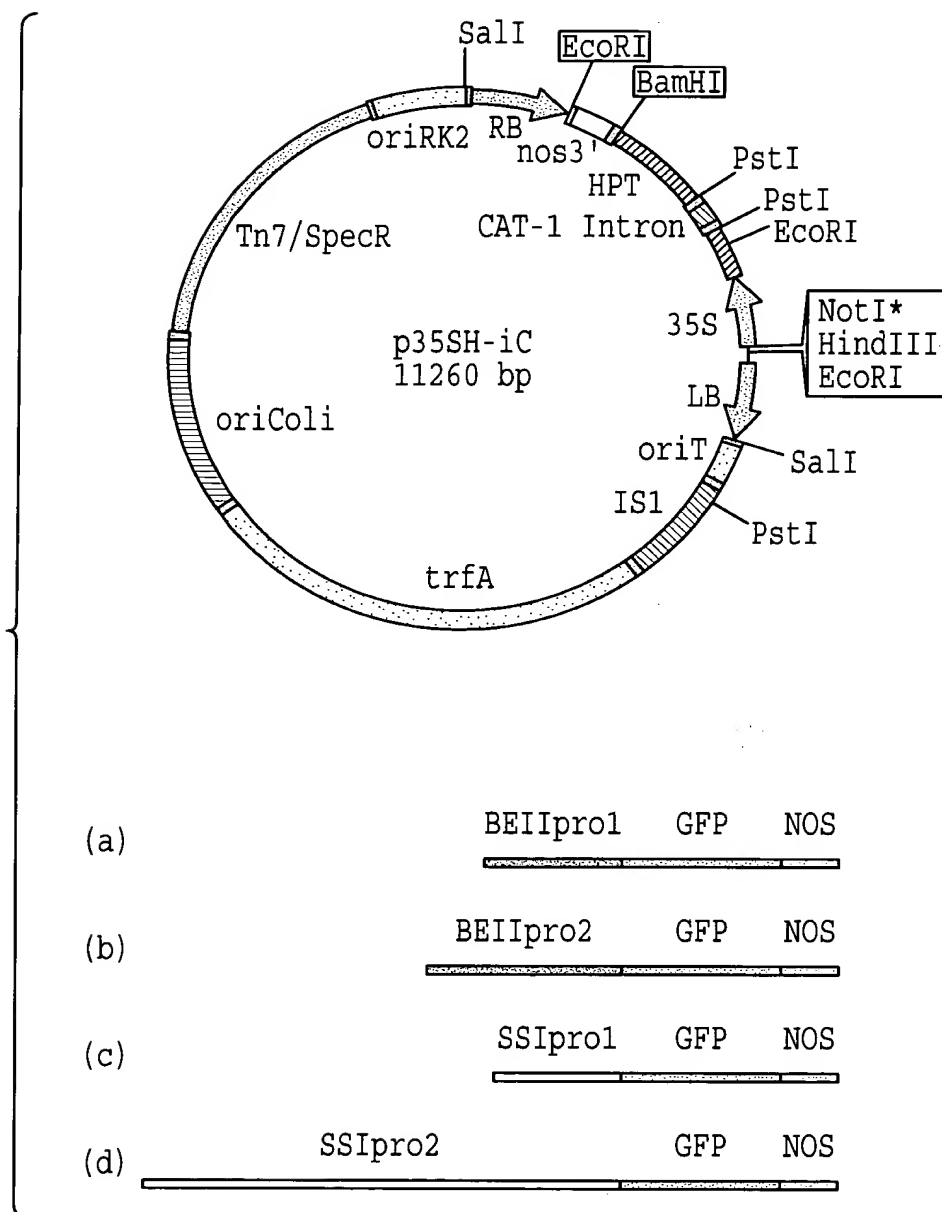 SalI
EcoRI
BamHI
oriRK2
RB
nos3'
HPT
PstI
CAT-1 Intron
PstI
EcoRI
Tn7/SpecR
35S
NotI*
HindIII
EcoRI
p35SH-iC
11260 bp
LB
oriColi
oriT
SalI
IS1
PstI
trfA
(a) BEIIpro1 GFP NOS
(b) BEIIpro2 GFP NOS
(c) SSIpro1 GFP NOS
(d) SSIpro2 GFP NOS